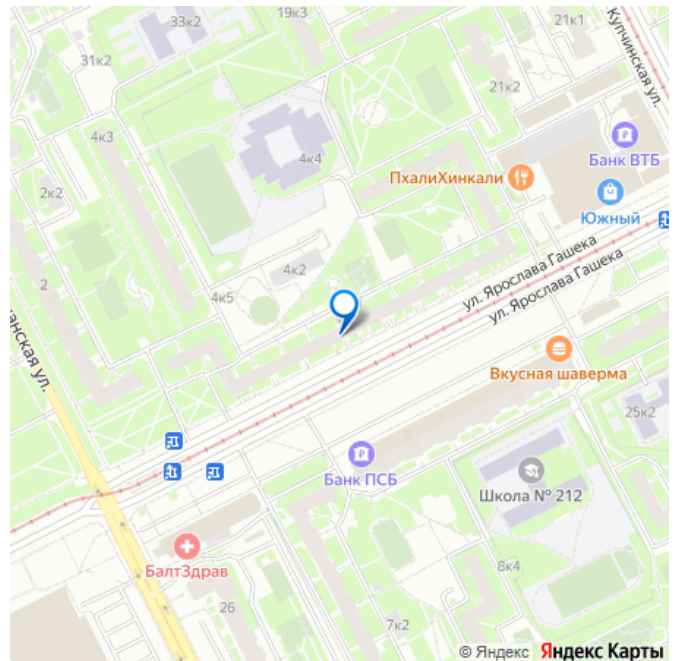 19к3
33к2
21к1
Купчинская ул.
31к2
21к2
4к3
4к4
Банк ВТБ
ПхалиХинкали
2к2
Южный
ул. Ярослава Гашека
ул. Ярослава Гашека
4к2
2
4к5
анская ул.
Вкусная шаверма
25к2
Банк ПСБ
Школа № 212
БалтЗдрав
8к4
26
7к2
© Яндекс Яндекс Карты